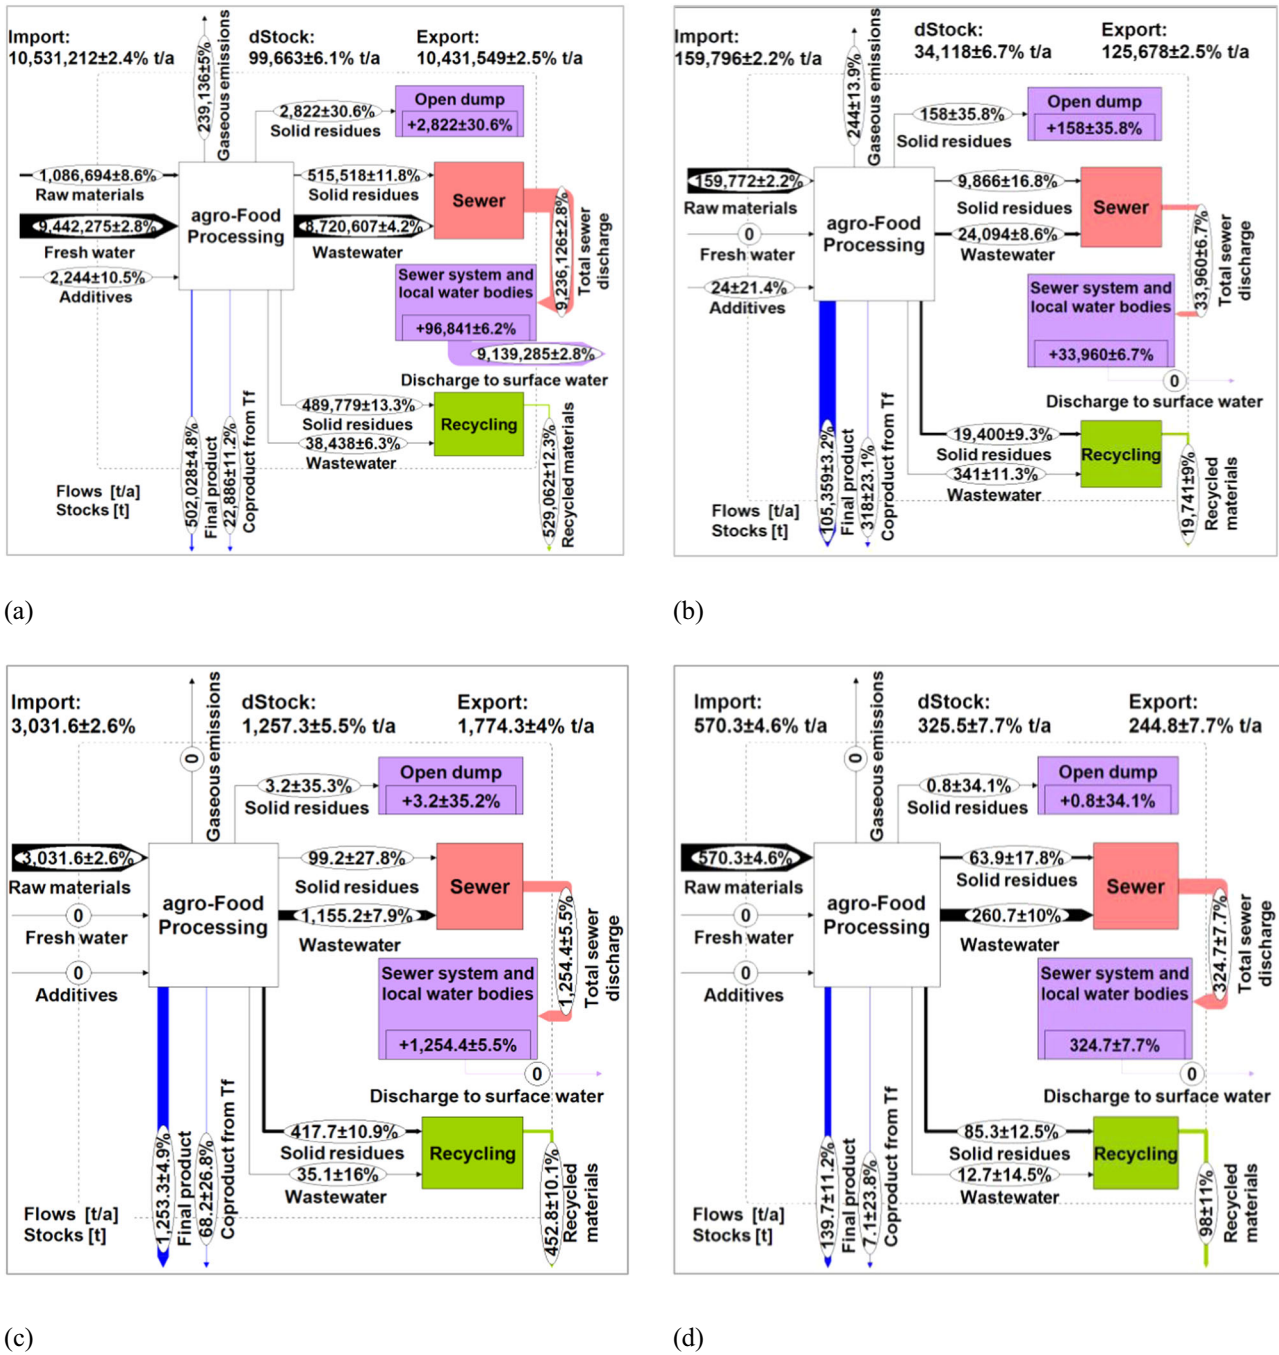 Import:
10,531,212±2.4% t/a
dStock:
99,663±6.1% t/a
Export:
10,431,549±2.5% t/a
239,136±5%
Gaseous emissions
2,822±30.6%
Solid residues
Open dump
+2,822±30.6%
1,086,694±8.6%
Raw materials
9,442,275±2.8%
Fresh water
2,244±10.5%
Additives
agro-Food
Processing
515,518±11.8%
Solid residues
8,720,607±4.2%
Wastewater
Sewer
9,236,126±2.8%
Total sewer
discharge
Sewer system and
local water bodies
+96,841±6.2%
9,139,285±2.8%
Discharge to surface water
489,779±13.3%
Solid residues
38,438±6.3%
Wastewater
Recycling
502,028±4.8%
Final product
22,886±11.2%
Coproduct from Tf
529,062±12.3%
Recycled materials
Flows [t/a]
Stocks [t]
(a)
Import:
159,796±2.2% t/a
dStock:
34,118±6.7% t/a
Export:
125,678±2.5% t/a
244±13.9%
Gaseous emissions
158±35.8%
Solid residues
Open dump
+158±35.8%
159,772±2.2%
Raw materials
0
Fresh water
24±21.4%
Additives
agro-Food
Processing
9,866±16.8%
Solid residues
24,094±8.6%
Wastewater
Sewer
33,960±6.7%
Total sewer
discharge
Sewer system and
local water bodies
+33,960±6.7%
0
Discharge to surface water
19,400±9.3%
Solid residues
341±11.3%
Wastewater
Recycling
105,359±3.2%
Final product
318±23.1%
Coproduct from Tf
19,741±9%
Recycled
materials
Flows [t/a]
Stocks [t]
(b)
Import:
3,031.6±2.6%
dStock:
1,257.3±5.5% t/a
Export:
1,774.3±4% t/a
0
Gaseous emissions
3.2±35.3%
Solid residues
Open dump
+3.2±35.2%
3,031.6±2.6%
Raw materials
0
Fresh water
0
Additives
agro-Food
Processing
99.2±27.8%
Solid residues
1,155.2±7.9%
Wastewater
Sewer
1,254.4±5.5%
Total sewer
discharge
Sewer system and
local water bodies
+1,254.4±5.5%
0
Discharge to surface water
417.7±10.9%
Solid residues
35.1±16%
Wastewater
Recycling
1,253.3±4.9%
Final product
68.2±26.8%
Coproduct from Tf
452.8±10.1%
Recycled
materials
Flows [t/a]
Stocks [t]
(c)
Import:
570.3±4.6% t/a
dStock:
325.5±7.7% t/a
Export:
244.8±7.7% t/a
0
Gaseous emissions
0.8±34.1%
Solid residues
Open dump
+0.8±34.1%
570.3±4.6%
Raw materials
0
Fresh water
0
Additives
agro-Food
Processing
63.9±17.8%
Solid residues
260.7±10%
Wastewater
Sewer
324.7±7.7%
Total sewer
discharge
Sewer system and
local water bodies
324.7±7.7%
0
Discharge to surface water
85.3±12.5%
Solid residues
12.7±14.5%
Wastewater
Recycling
139.7±11.2%
Final product
7.1±23.8%
Coproduct from Tf
98±11%
Recycled
materials
Flows [t/a]
Stocks [t]
(d)